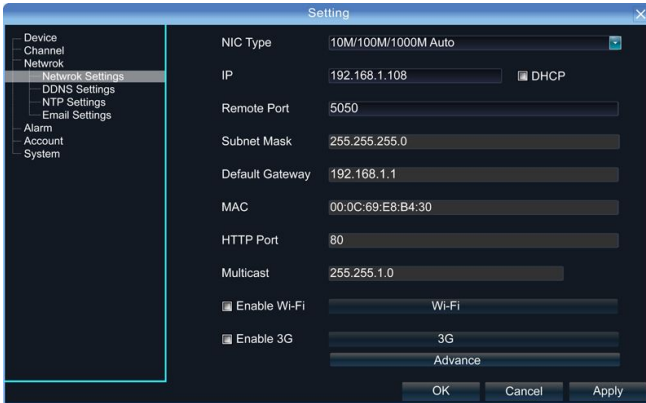 Setting
Device
Channel
Netwrok
Netwrok Settings
DDNS Settings
NTP Settings
Email Settings
Alarm
Account
System
NIC Type 10M/100M/1000M Auto
IP 192.168.1.108 DHCP
Remote Port 5050
Subnet Mask 255.255.255.0
Default Gateway 192.168.1.1
MAC 00:0C:69:E8:B4:30
HTTP Port 80
Multicast 255.255.1.0
Enable Wi-Fi Wi-Fi
Enable 3G 3G
Advance
OK Cancel Apply